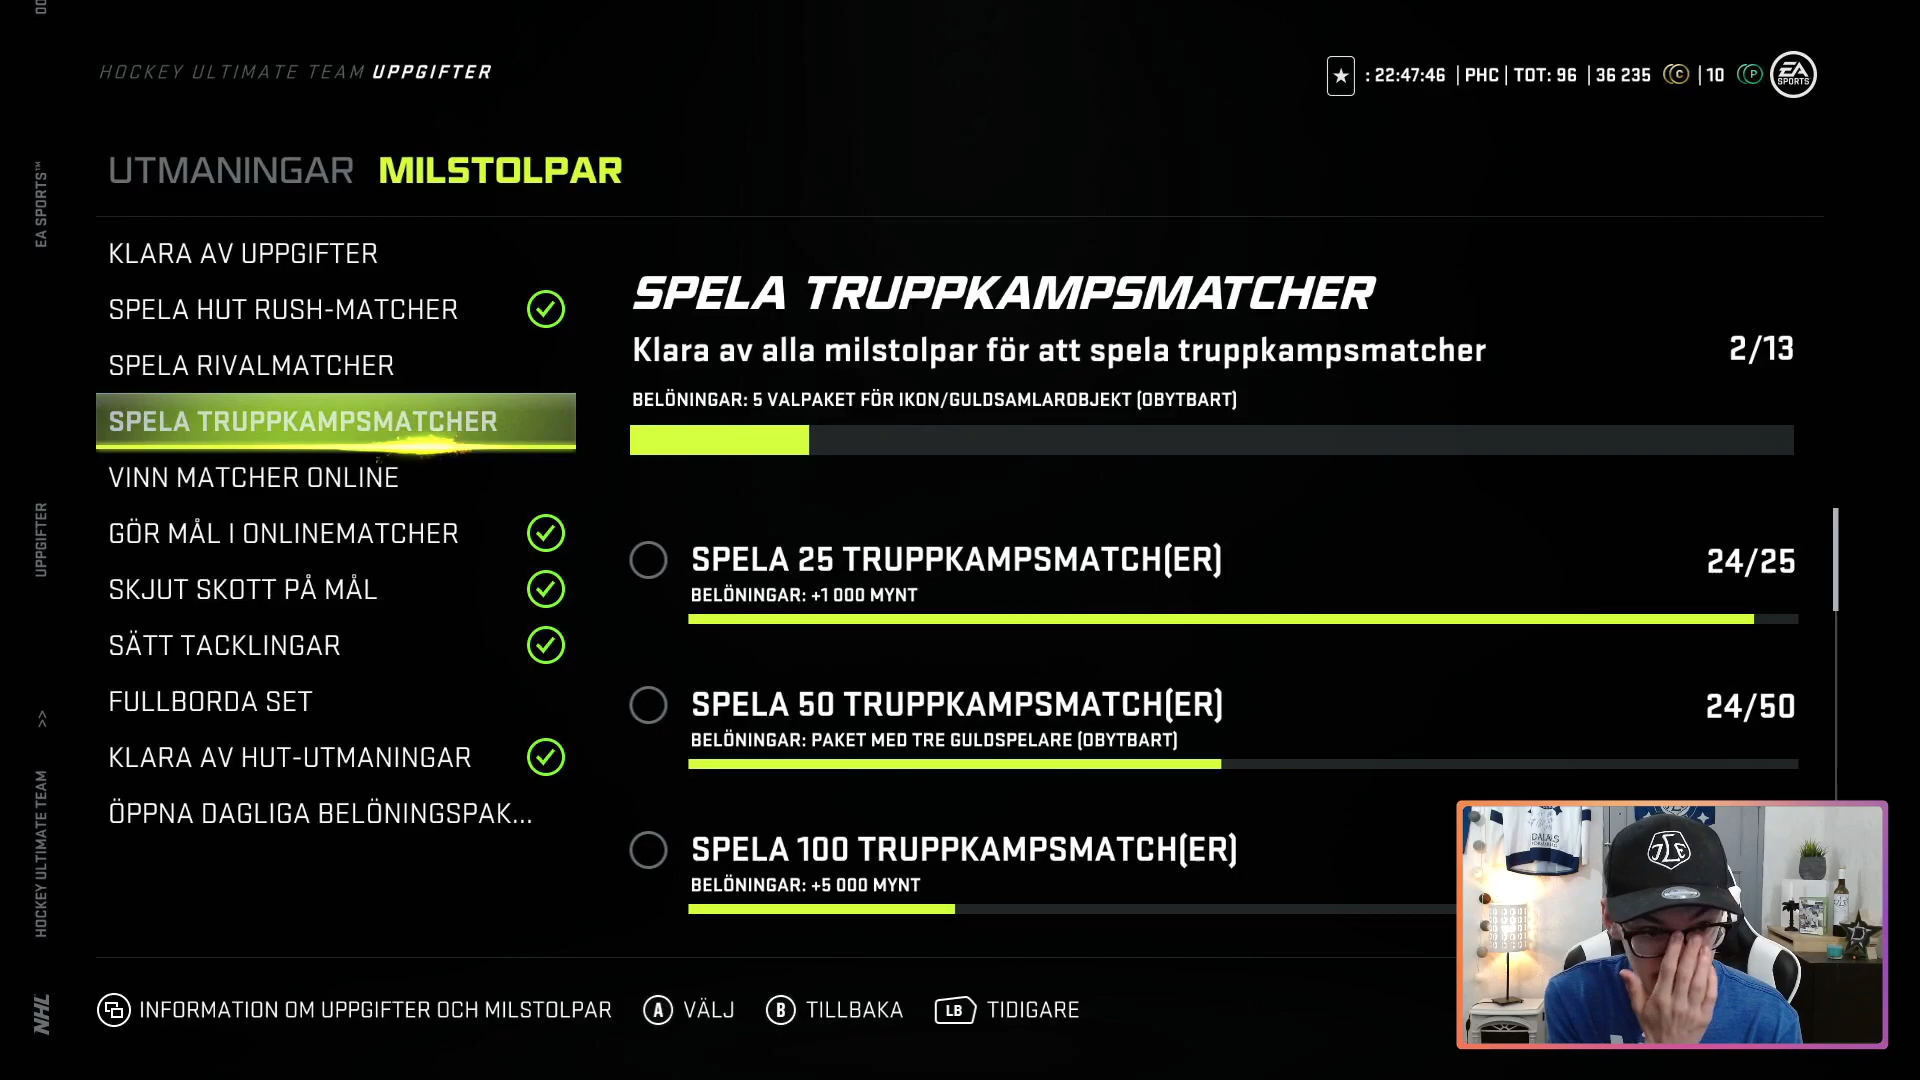 HOCKEY ULTIMATE TEAM UPPGIFTER
: 22:47:46 | PHC | TOT: 96 | 36 235 C | 10 P
EA SPORTS
UTMANINGAR MILSTOLPAR
KLARA AV UPPGIFTER
SPELA HUT RUSH-MATCHER
SPELA RIVALMATCHER
SPELA TRUPPKAMPSMATCHER
VINN MATCHER ONLINE
GÖR MÅL I ONLINEMATCHER
SKJUT SKOTT PÅ MÅL
SÄTT TACKLINGAR
FULLBORDA SET
KLARA AV HUT-UTMANINGAR
ÖPPNA DAGLIGA BELÖNINGSPAK...
SPELA TRUPPKAMPSMATCHER
Klara av alla milstolpar för att spela truppkampsmatcher 2/13
BELÖNINGAR: 5 VALPAKET FÖR IKON/GULDSAMLAROBJEKT (OBYTBART)
SPELA 25 TRUPPKAMPSMATCH(ER) 24/25
BELÖNINGAR: +1 000 MYNT
SPELA 50 TRUPPKAMPSMATCH(ER) 24/50
BELÖNINGAR: PAKET MED TRE GULDSPELARE (OBYTBART)
SPELA 100 TRUPPKAMPSMATCH(ER)
BELÖNINGAR: +5 000 MYNT
INFORMATION OM UPPGIFTER OCH MILSTOLPAR A VÄLJ B TILLBAKA LB TIDIGARE
EA SPORTS™
UPPGIFTER
>>
HOCKEY ULTIMATE TEAM
NHL